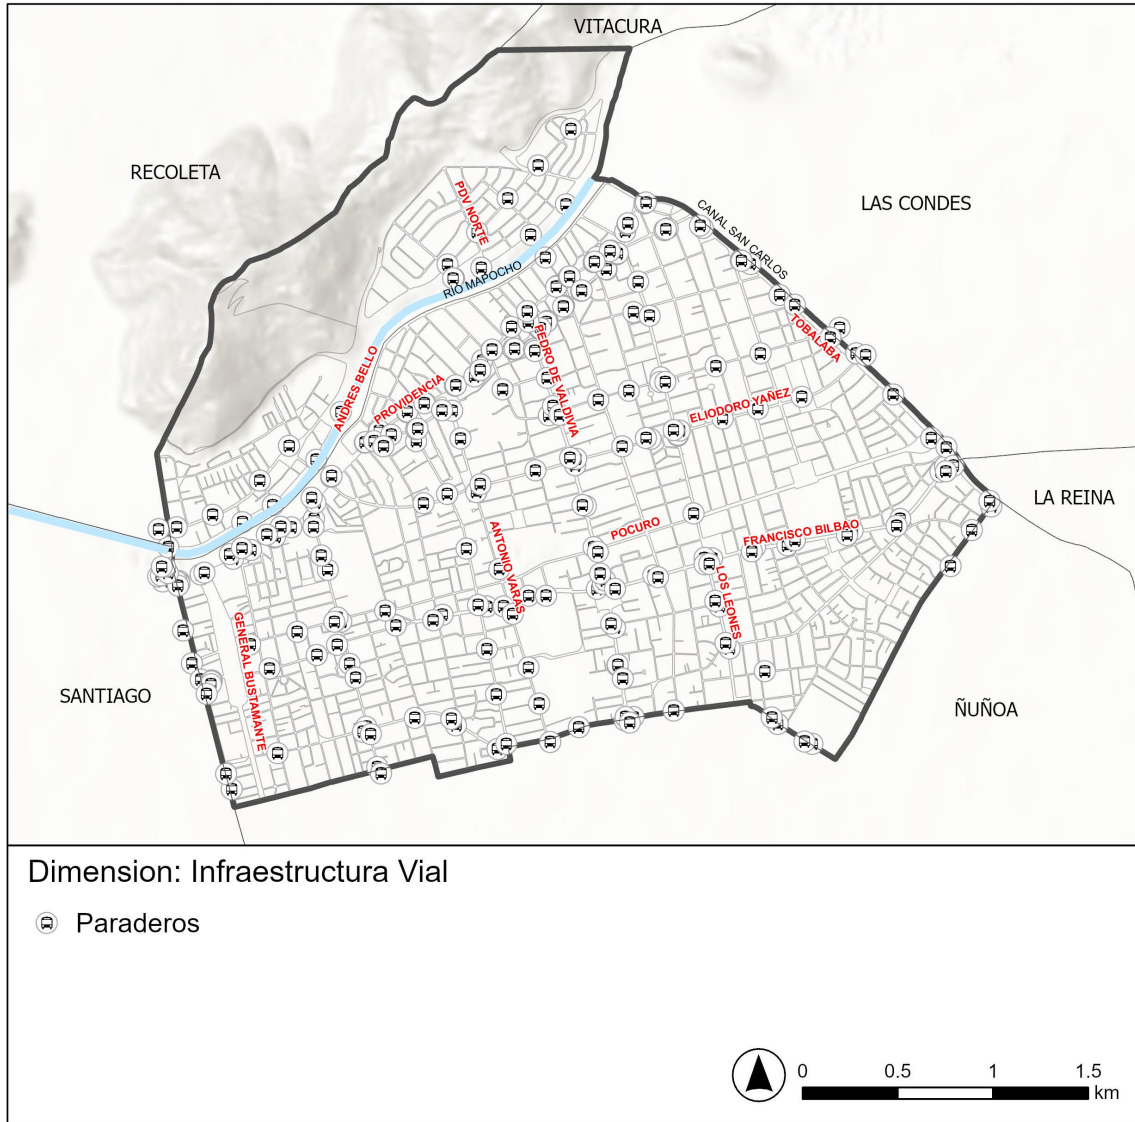 VITACURA
RECOLETA
LAS CONDES
PDV NORTE
CANAL SAN CARLOS
RIO MAPOCHO
TOBALABA
ANDRES BELLO
PROVIDENCIA
PEDRO DE VALDIVIA
ELIODORO YAÑEZ
LA REINA
POCURO
FRANCISCO BILBAO
ANTONIO VARAS
LOS LEONES
GENERAL BUSTAMANTE
SANTIAGO
ÑUÑOA
Dimension: Infraestructura Vial
Paraderos
0 0.5 1 1.5
km